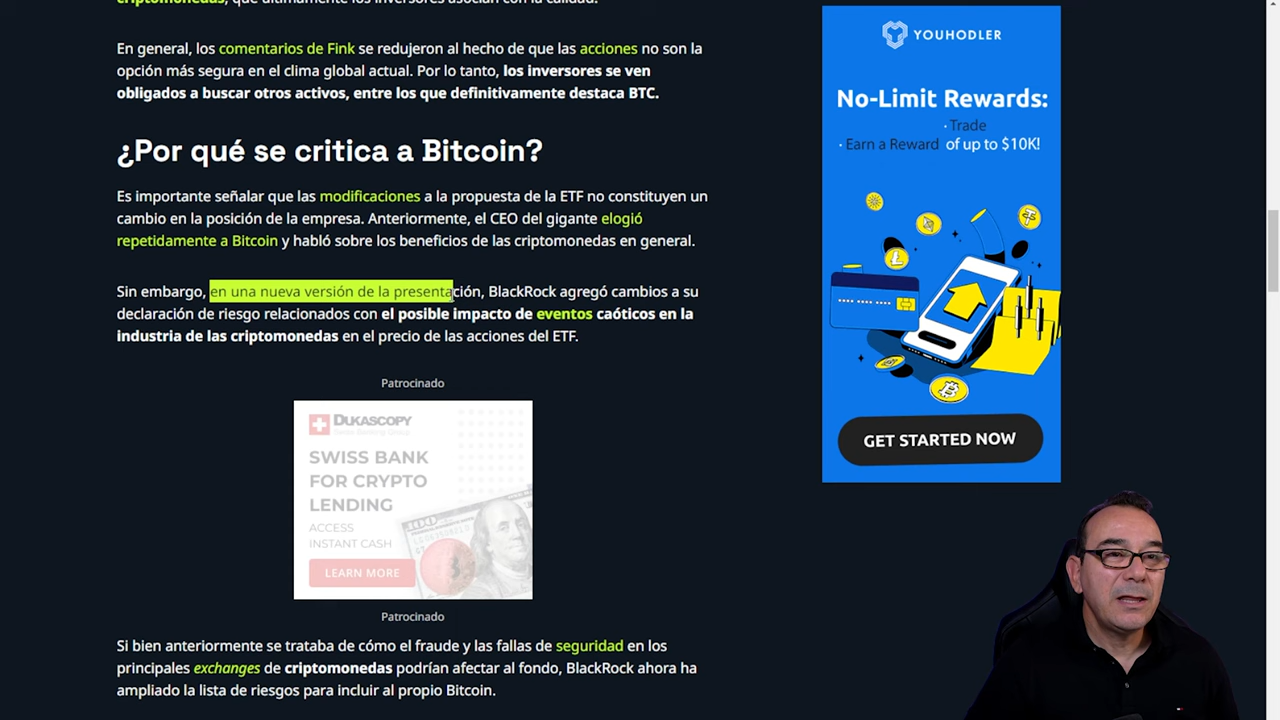 criptomonedas, que últimamente los inversores asocian con la calidad.
En general, los comentarios de Fink se redujeron al hecho de que las acciones no son la
opción más segura en el clima global actual. Por lo tanto, los inversores se ven
obligados a buscar otros activos, entre los que definitivamente destaca BTC.
¿Por qué se critica a Bitcoin?
Es importante señalar que las modificaciones a la propuesta de la ETF no constituyen un
cambio en la posición de la empresa. Anteriormente, el CEO del gigante elogió
repetidamente a Bitcoin y habló sobre los beneficios de las criptomonedas en general.
Sin embargo, en una nueva versión de la presentación, BlackRock agregó cambios a su
declaración de riesgo relacionados con el posible impacto de eventos caóticos en la
industria de las criptomonedas en el precio de las acciones del ETF.
Patrocinado
DUKASCOPY
Swiss Banking Group
SWISS BANK
FOR CRYPTO
LENDING
ACCESS
INSTANT CASH
LEARN MORE
Patrocinado
Si bien anteriormente se trataba de cómo el fraude y las fallas de seguridad en los
principales exchanges de criptomonedas podrían afectar al fondo, BlackRock ahora ha
ampliado la lista de riesgos para incluir al propio Bitcoin.
YOUHODLER
No-Limit Rewards:
· Trade
· Earn a Reward of up to $10K!
GET STARTED NOW